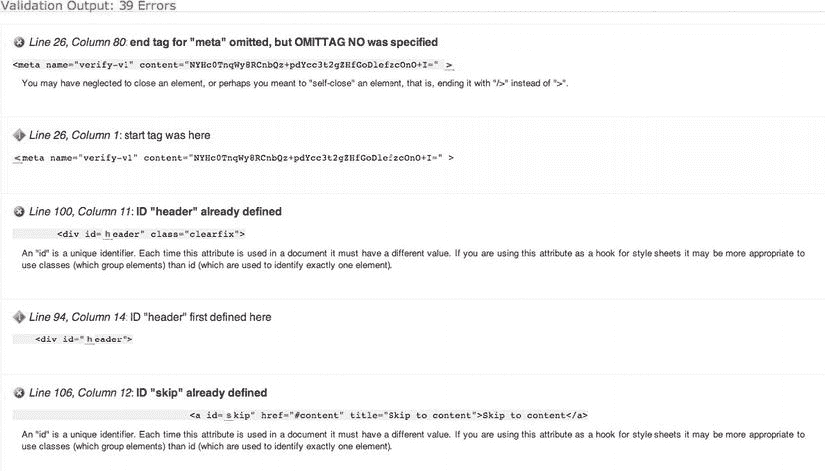 Validation Output: 39 Errors
Line 26, Column 80: end tag for "meta" omitted, but OMITTAG NO was specified
<meta name="verify-v1" content="NYHc0TnqWy8RCnbQz+pdYcc3t2gZHfGoDlefzcOnO+I=" >
You may have neglected to close an element, or perhaps you meant to "self-close" an element, that is, ending it with "/>" instead of ">".
Line 26, Column 1: start tag was here
<meta name="verify-v1" content="NYHc0TnqWy8RCnbQz+pdYcc3t2gZHfGoDlefzcOnO+I=" >
Line 100, Column 11: ID "header" already defined
<div id="header" class="clearfix">
An "id" is a unique identifier. Each time this attribute is used in a document it must have a different value. If you are using this attribute as a hook for style sheets it may be more appropriate to
use classes (which group elements) than id (which are used to identify exactly one element).
Line 94, Column 14: ID "header" first defined here
<div id="header">
Line 106, Column 12: ID "skip" already defined
<a id="skip" href="#content" title="Skip to content">Skip to content</a>
An "id" is a unique identifier. Each time this attribute is used in a document it must have a different value. If you are using this attribute as a hook for style sheets it may be more appropriate to
use classes (which group elements) than id (which are used to identify exactly one element).